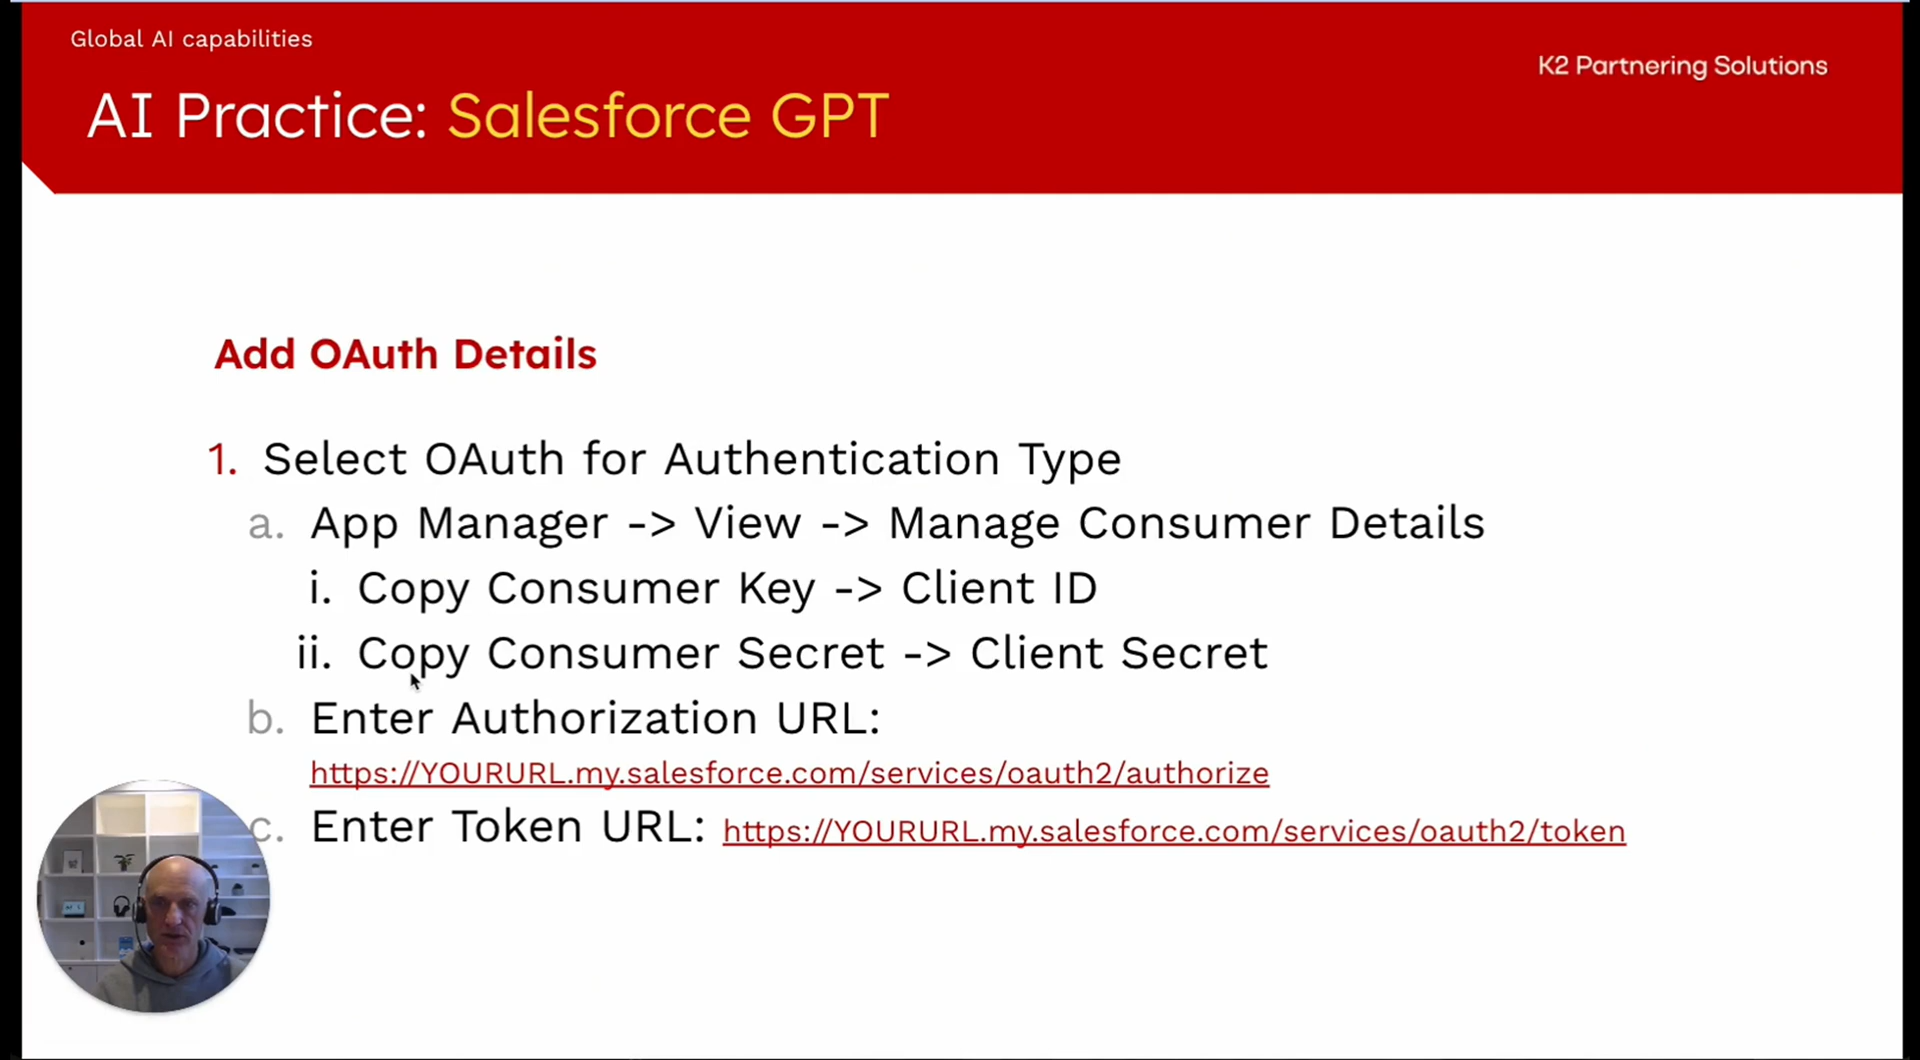 Global AI capabilities
K2 Partnering Solutions
AI Practice: Salesforce GPT
Add OAuth Details
1. Select OAuth for Authentication Type
a. App Manager -> View -> Manage Consumer Details
i. Copy Consumer Key -> Client ID
ii. Copy Consumer Secret -> Client Secret
b. Enter Authorization URL:
https://YOURURL.my.salesforce.com/services/oauth2/authorize
c. Enter Token URL: https://YOURURL.my.salesforce.com/services/oauth2/token